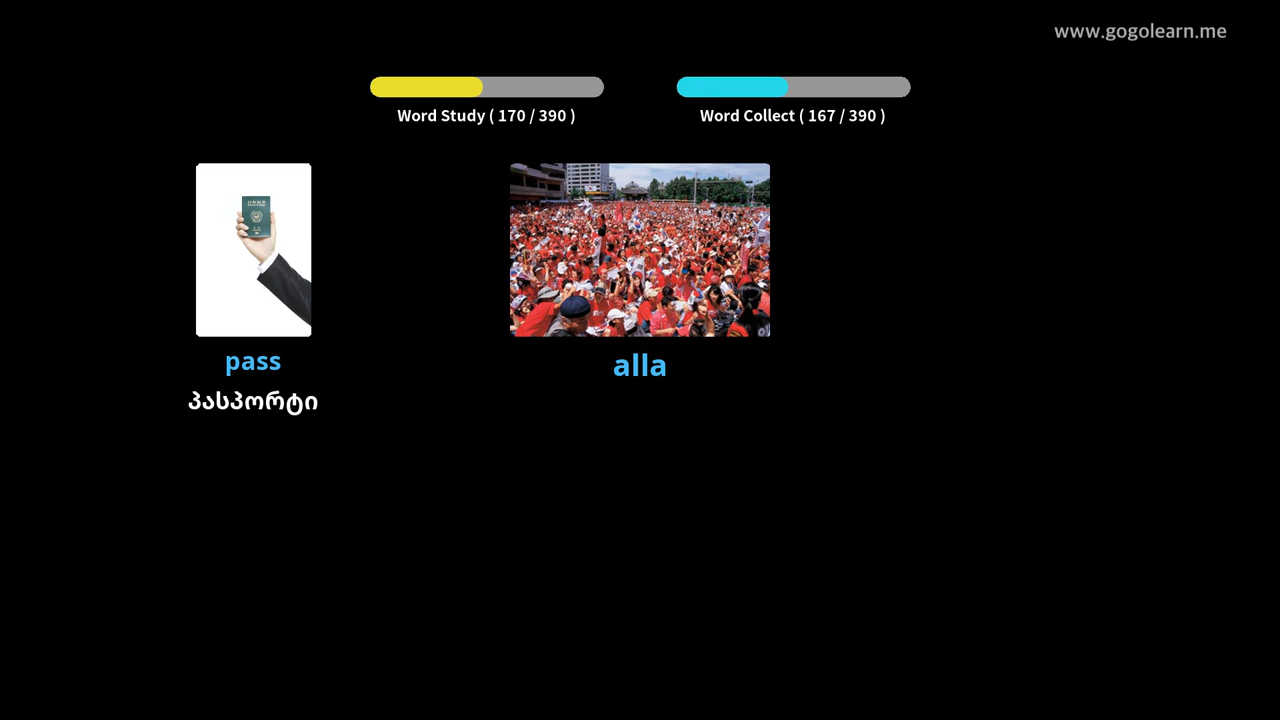 www.gogolearn.me
Word Study ( 170 / 390 )
Word Collect ( 167 / 390 )
pass
პასპორტი
alla